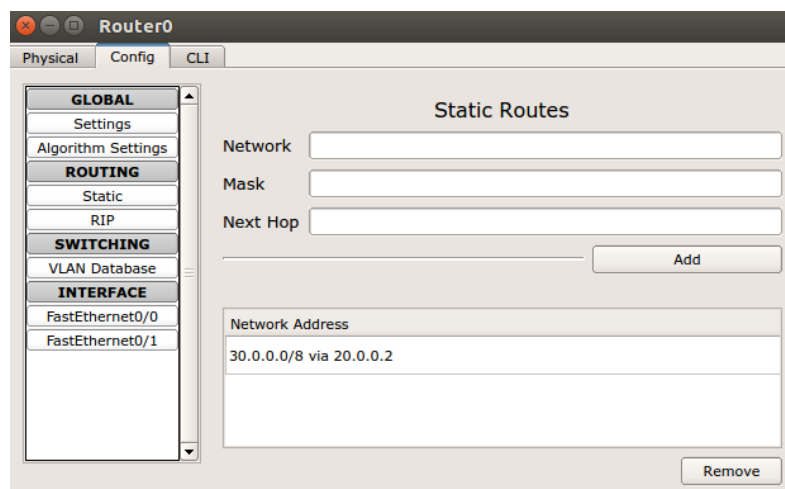 Router0
Physical Config CLI
GLOBAL
Settings
Algorithm Settings
ROUTING
Static
RIP
SWITCHING
VLAN Database
INTERFACE
FastEthernet0/0
FastEthernet0/1
Static Routes
Network
Mask
Next Hop
Add
Network Address
30.0.0.0/8 via 20.0.0.2
Remove